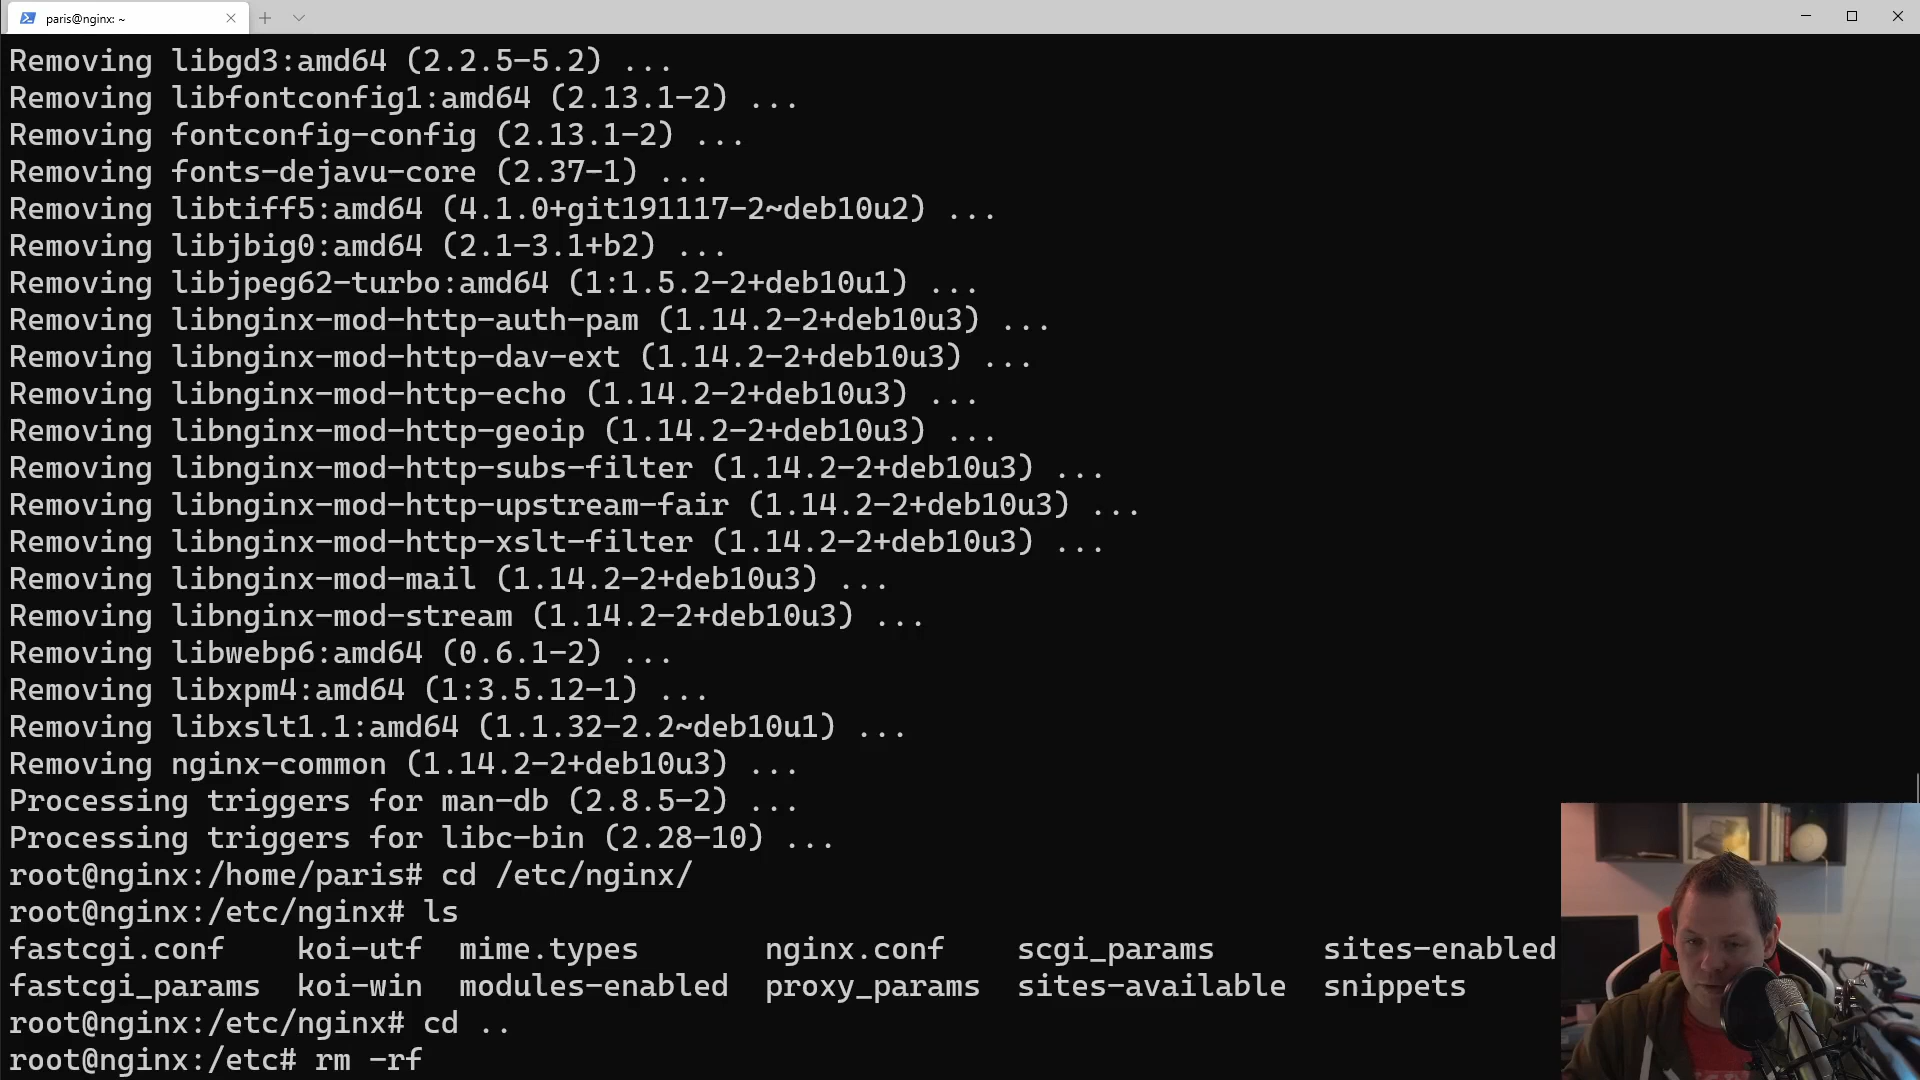 paris@nginx: ~
Removing libgd3:amd64 (2.2.5-5.2) ...
Removing libfontconfig1:amd64 (2.13.1-2) ...
Removing fontconfig-config (2.13.1-2) ...
Removing fonts-dejavu-core (2.37-1) ...
Removing libtiff5:amd64 (4.1.0+git191117-2~deb10u2) ...
Removing libjbig0:amd64 (2.1-3.1+b2) ...
Removing libjpeg62-turbo:amd64 (1:1.5.2-2+deb10u1) ...
Removing libnginx-mod-http-auth-pam (1.14.2-2+deb10u3) ...
Removing libnginx-mod-http-dav-ext (1.14.2-2+deb10u3) ...
Removing libnginx-mod-http-echo (1.14.2-2+deb10u3) ...
Removing libnginx-mod-http-geoip (1.14.2-2+deb10u3) ...
Removing libnginx-mod-http-subs-filter (1.14.2-2+deb10u3) ...
Removing libnginx-mod-http-upstream-fair (1.14.2-2+deb10u3) ...
Removing libnginx-mod-http-xslt-filter (1.14.2-2+deb10u3) ...
Removing libnginx-mod-mail (1.14.2-2+deb10u3) ...
Removing libnginx-mod-stream (1.14.2-2+deb10u3) ...
Removing libwebp6:amd64 (0.6.1-2) ...
Removing libxpm4:amd64 (1:3.5.12-1) ...
Removing libxslt1.1:amd64 (1.1.32-2.2~deb10u1) ...
Removing nginx-common (1.14.2-2+deb10u3) ...
Processing triggers for man-db (2.8.5-2) ...
Processing triggers for libc-bin (2.28-10) ...
root@nginx:/home/paris# cd /etc/nginx/
root@nginx:/etc/nginx# ls
fastcgi.conf koi-utf mime.types nginx.conf scgi_params sites-enabled
fastcgi_params koi-win modules-enabled proxy_params sites-available snippets
root@nginx:/etc/nginx# cd ..
root@nginx:/etc# rm -rf